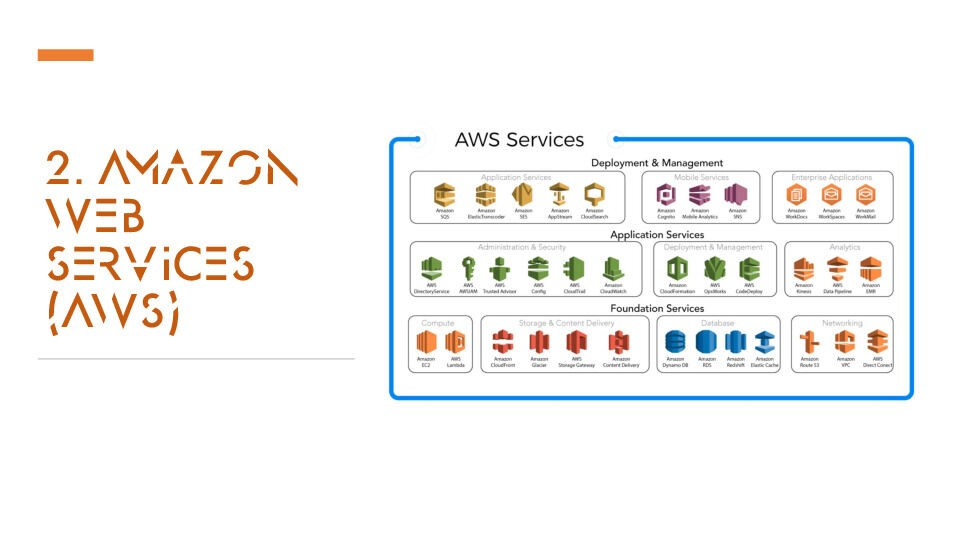 2. AMAZON
WEB
SERVICES
(AWS)
AWS Services
Deployment & Management
Application Services
Mobile Services
Enterprise Applications
Amazon SQS
Amazon ElasticTranscoder
Amazon SES
Amazon AppStream
Amazon CloudSearch
Amazon Cognito
Amazon Mobile Analytics
Amazon SNS
Amazon WorkDocs
Amazon WorkSpaces
Amazon WorkMail
Application Services
Administration & Security
Deployment & Management
Analytics
AWS DirectoryService
AWS AWSIAM
AWS Trusted Advisor
AWS Config
AWS CloudTrail
AWS CloudWatch
Amazon CloudFormation
AWS OpsWorks
AWS CodeDeploy
Amazon Kinesis
AWS Data Pipeline
Amazon EMR
Foundation Services
Compute
Storage & Content Delivery
Database
Networking
Amazon EC2
AWS Lambda
Amazon CloudFront
Amazon Glacier
AWS Storage Gateway
Amazon Content Delivery
Amazon Dynamo DB
Amazon RDS
Amazon Redshift
Amazon Elastic Cache
Amazon Route 53
Amazon VPC
AWS Direct Conect